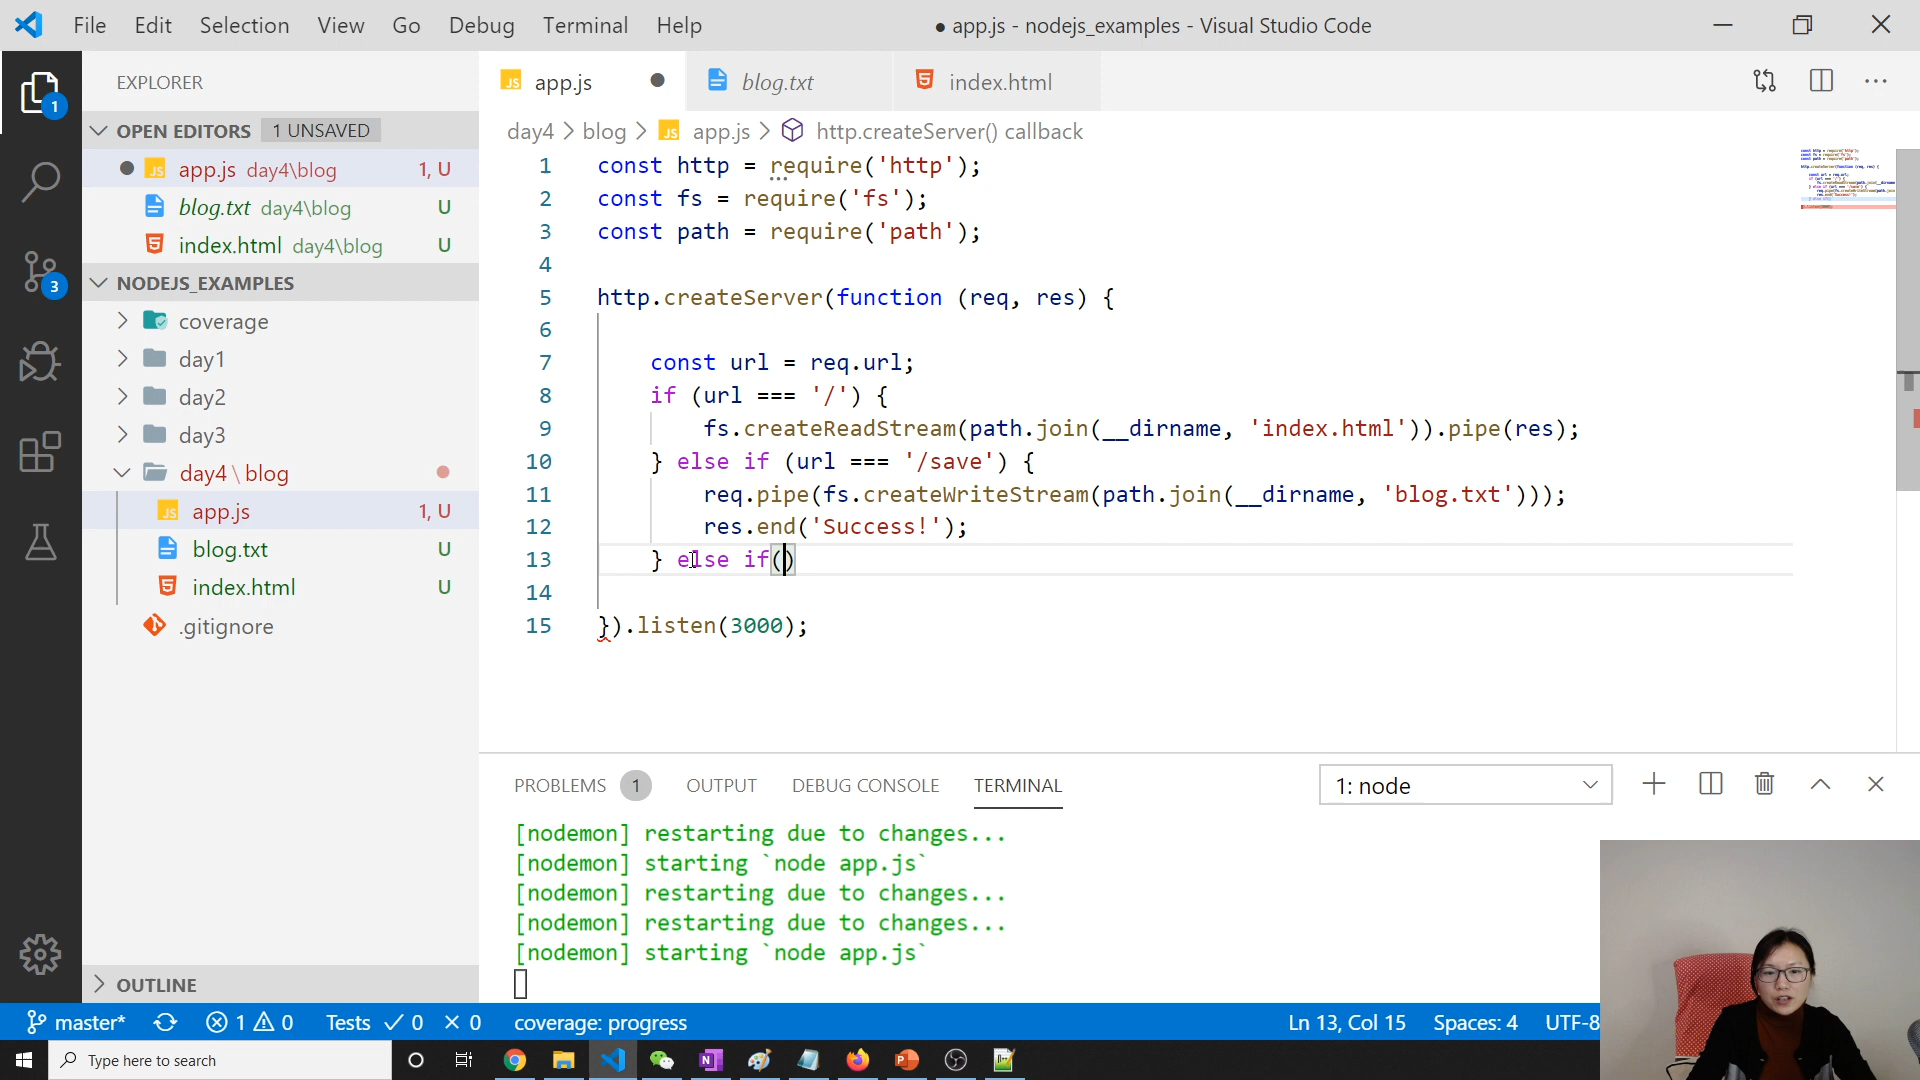 File Edit Selection View Go Debug Terminal Help
● app.js - nodejs_examples - Visual Studio Code
EXPLORER
OPEN EDITORS 1 UNSAVED
app.js day4\blog 1, U
blog.txt day4\blog U
index.html day4\blog U
NODEJS_EXAMPLES
coverage
day1
day2
day3
day4 \ blog
app.js 1, U
blog.txt U
index.html U
.gitignore
OUTLINE
1
3
app.js
blog.txt
index.html
day4 > blog > JS app.js > http.createServer() callback
1 const http = require('http');
2 const fs = require('fs');
3 const path = require('path');
4
5 http.createServer(function (req, res) {
6
7 const url = req.url;
8 if (url === '/') {
9 fs.createReadStream(path.join(__dirname, 'index.html')).pipe(res);
10 } else if (url === '/save') {
11 req.pipe(fs.createWriteStream(path.join(__dirname, 'blog.txt')));
12 res.end('Success!');
13 } else if()
14
15 }).listen(3000);
PROBLEMS 1 OUTPUT DEBUG CONSOLE TERMINAL 1: node
[nodemon] restarting due to changes...
[nodemon] starting `node app.js`
[nodemon] restarting due to changes...
[nodemon] restarting due to changes...
[nodemon] starting `node app.js`
master* 1 0 Tests 0 0 coverage: progress Ln 13, Col 15 Spaces: 4 UTF-8
Type here to search